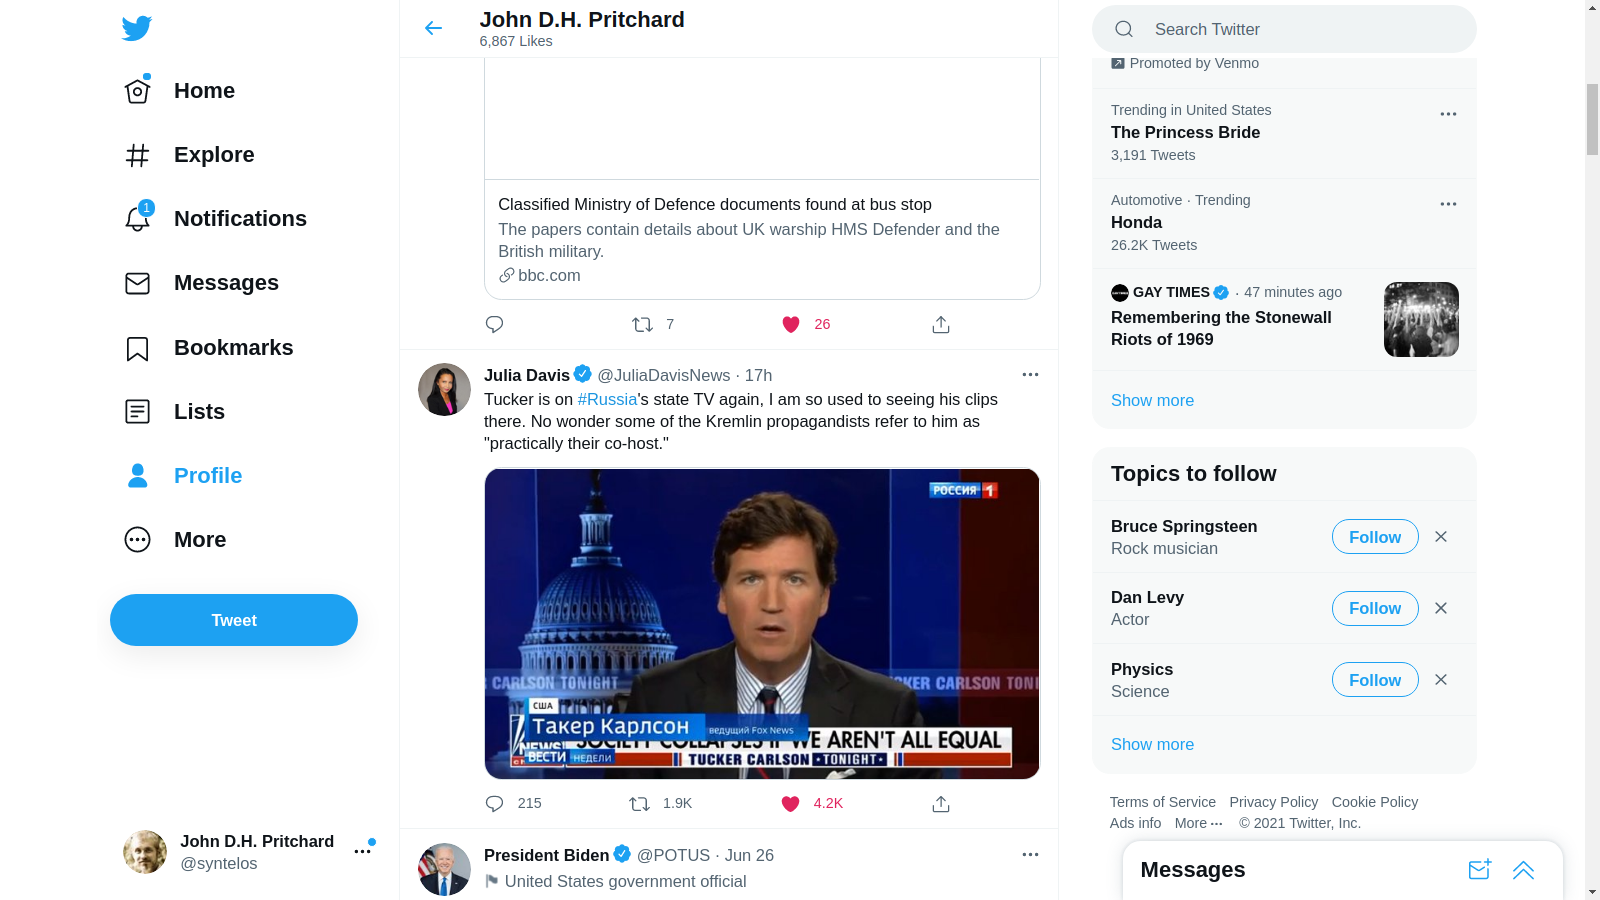 Home
Explore
1
Notifications
Messages
Bookmarks
Lists
Profile
More
Tweet
John D.H. Pritchard
@syntelos
John D.H. Pritchard
6,867 Likes
Classified Ministry of Defence documents found at bus stop
The papers contain details about UK warship HMS Defender and the
British military.
bbc.com
7
26
Julia Davis @JuliaDavisNews · 17h
Tucker is on #Russia's state TV again, I am so used to seeing his clips
there. No wonder some of the Kremlin propagandists refer to him as
"practically their co-host."
РОССИЯ 1
CARLSON TONIGHT
KER CARLSON TONI
США
Такер Карлсон
ведущий Fox News
SOCIETY COLLAPSES IF WE AREN'T ALL EQUAL
NEWS
ВЕСТИ НЕДЕЛИ
TUCKER CARLSON ★TONIGHT★
215
1.9K
4.2K
President Biden @POTUS · Jun 26
United States government official
Search Twitter
Promoted by Venmo
Trending in United States
The Princess Bride
3,191 Tweets
Automotive · Trending
Honda
26.2K Tweets
GAY TIMES · 47 minutes ago
Remembering the Stonewall
Riots of 1969
Show more
Topics to follow
Bruce Springsteen
Rock musician
Follow
Dan Levy
Actor
Follow
Physics
Science
Follow
Show more
Terms of Service Privacy Policy Cookie Policy
Ads info More ··· © 2021 Twitter, Inc.
Messages